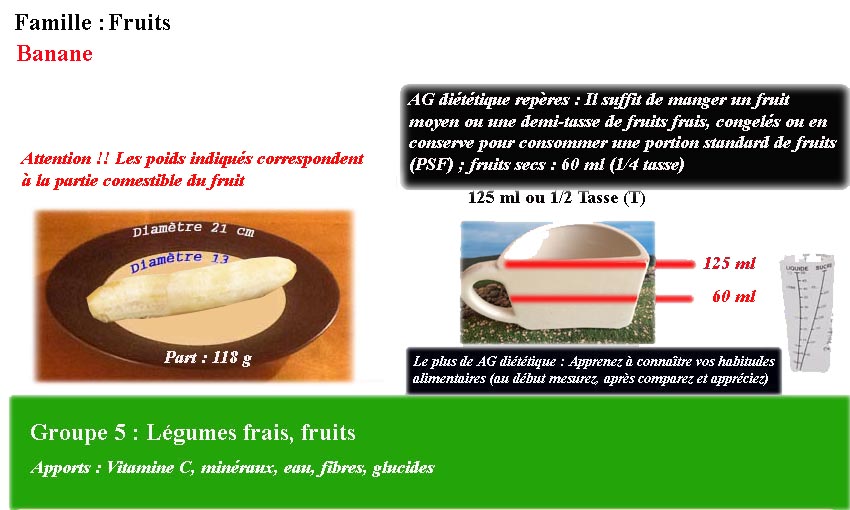 Famille : Fruits
Banane
AG diététique repères : Il suffit de manger un fruit
moyen ou une demi-tasse de fruits frais, congelés ou en
conserve pour consommer une portion standard de fruits
(PSF) ; fruits secs : 60 ml (1/4 tasse)
Attention !! Les poids indiqués correspondent
à la partie comestible du fruit
125 ml ou 1/2 Tasse (T)
Diamètre 21 cm
Diamètre 13
Part : 118 g
125 ml
60 ml
LIQUIDE SUCRE
Le plus de AG diététique : Apprenez à connaître vos habitudes
alimentaires (au début mesurez, après comparez et appréciez)
Groupe 5 : Légumes frais, fruits
Apports : Vitamine C, minéraux, eau, fibres, glucides